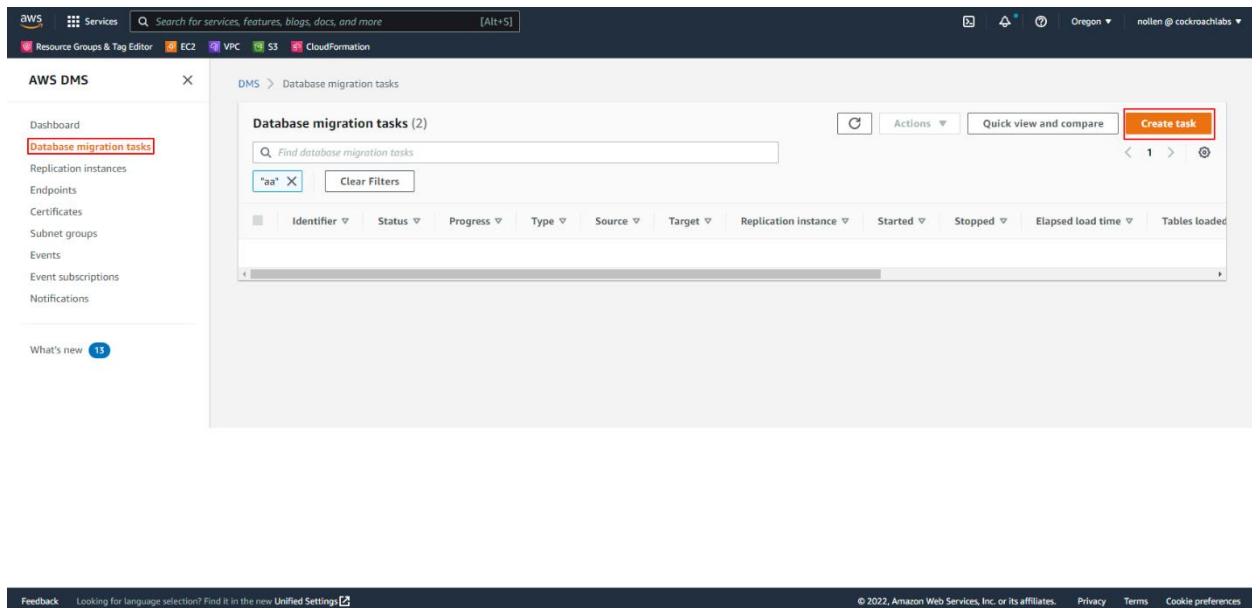 aws Services Search for services, features, blogs, docs, and more [Alt+S] Oregon nollen @ cockroachlabs
Resource Groups & Tag Editor EC2 VPC S3 CloudFormation
AWS DMS
DMS > Database migration tasks
Dashboard
Database migration tasks
Replication instances
Endpoints
Certificates
Subnet groups
Events
Event subscriptions
Notifications
What's new 13
Database migration tasks (2) Actions Quick view and compare Create task
Find database migration tasks < 1 >
"aa" Clear Filters
Identifier Status Progress Type Source Target Replication instance Started Stopped Elapsed load time Tables loaded
Feedback Looking for language selection? Find it in the new Unified Settings © 2022, Amazon Web Services, Inc. or its affiliates. Privacy Terms Cookie preferences